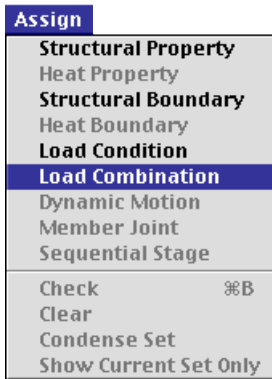 Assign
Structural Property
Heat Property
Structural Boundary
Heat Boundary
Load Condition
Load Combination
Dynamic Motion
Member Joint
Sequential Stage
Check ⌘B
Clear
Condense Set
Show Current Set Only